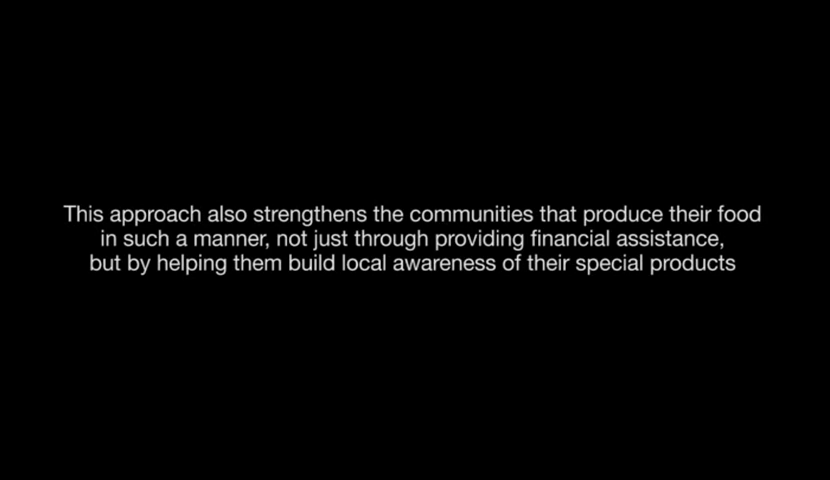 This approach also strengthens the communities that produce their food
in such a manner, not just through providing financial assistance,
but by helping them build local awareness of their special products